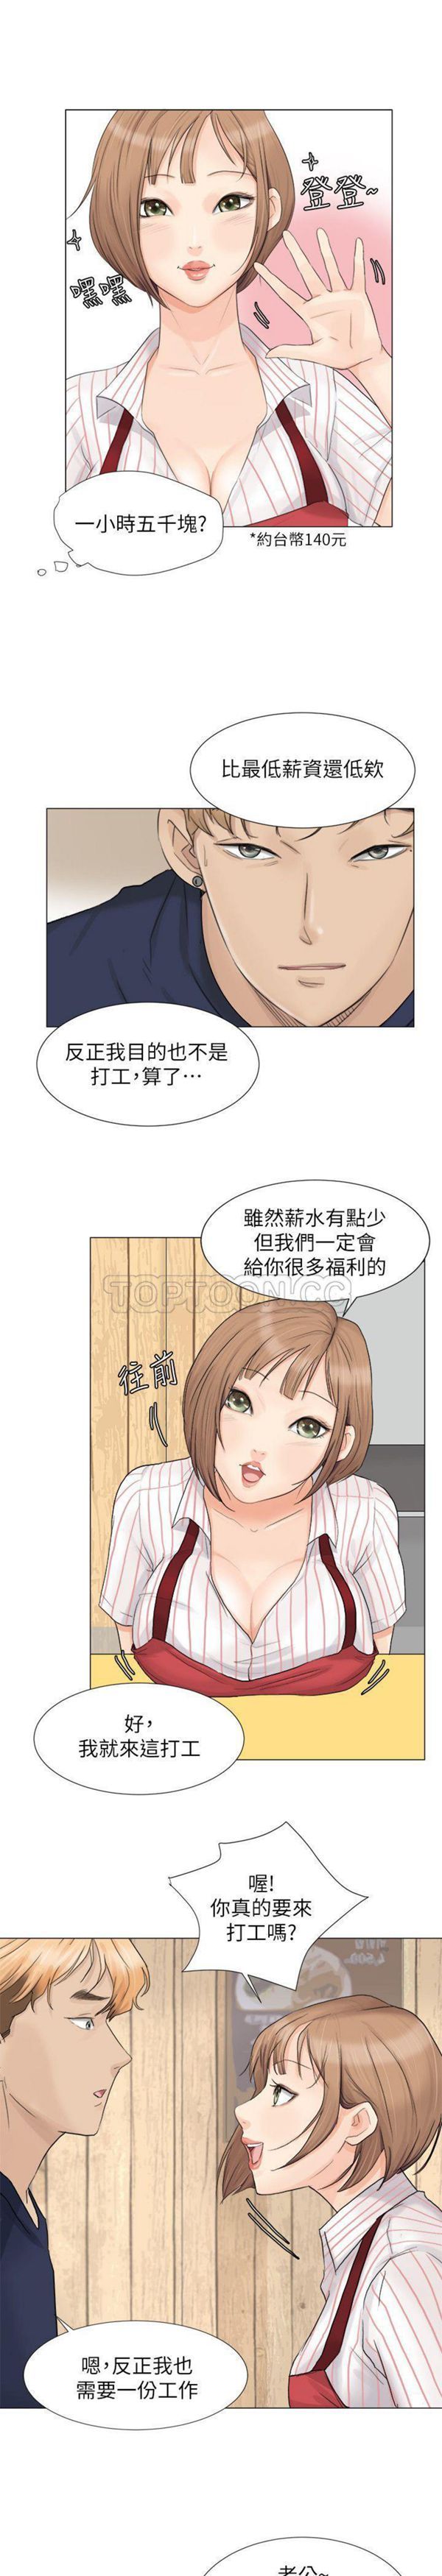 登登~
嘿嘿
一小時五千塊?
*約台幣140元
比最低薪資還低欸
反正我目的也不是
打工,算了…
雖然薪水有點少
但我們一定會
給你很多福利的
TOPTOON.CC
往前
好,
我就來這打工
喔!
你真的要來
打工嗎?
嗯,反正我也
需要一份工作
老公~